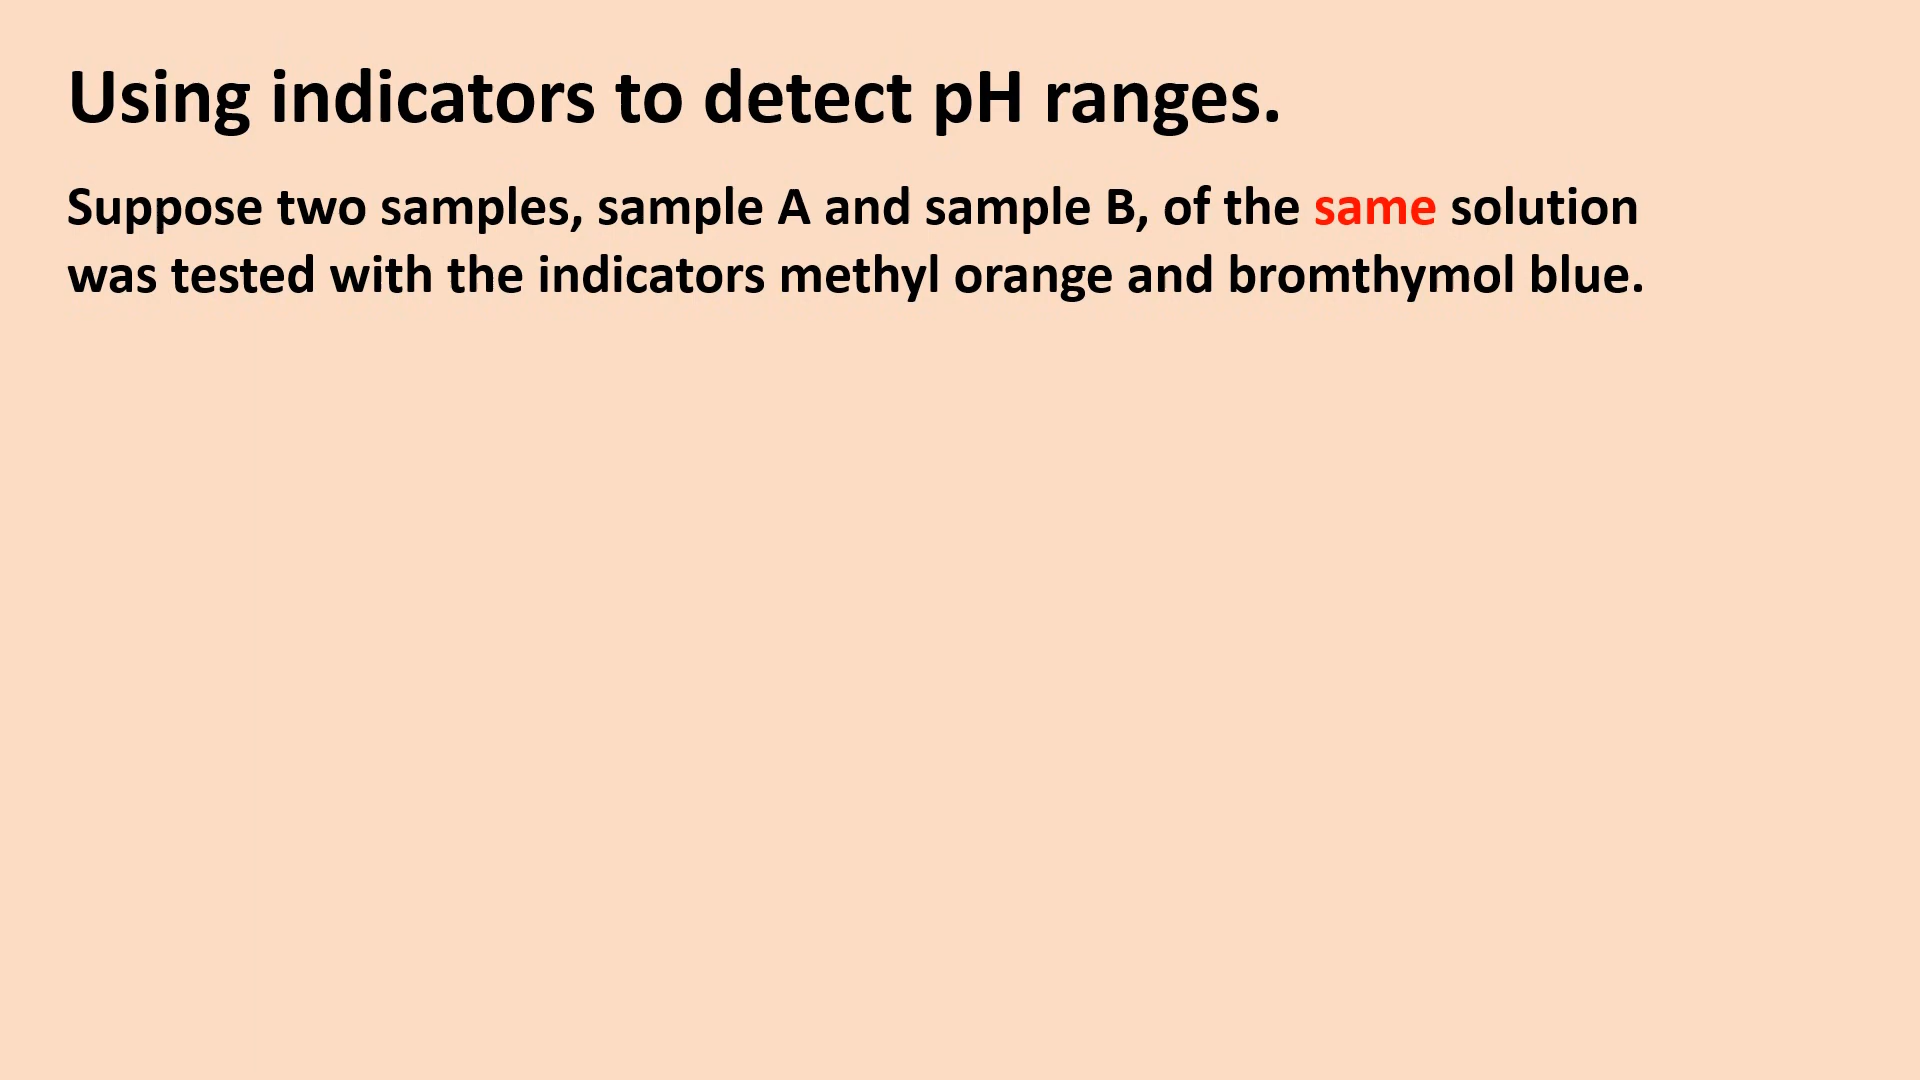 Using indicators to detect pH ranges.
Suppose two samples, sample A and sample B, of the same solution
was tested with the indicators methyl orange and bromthymol blue.